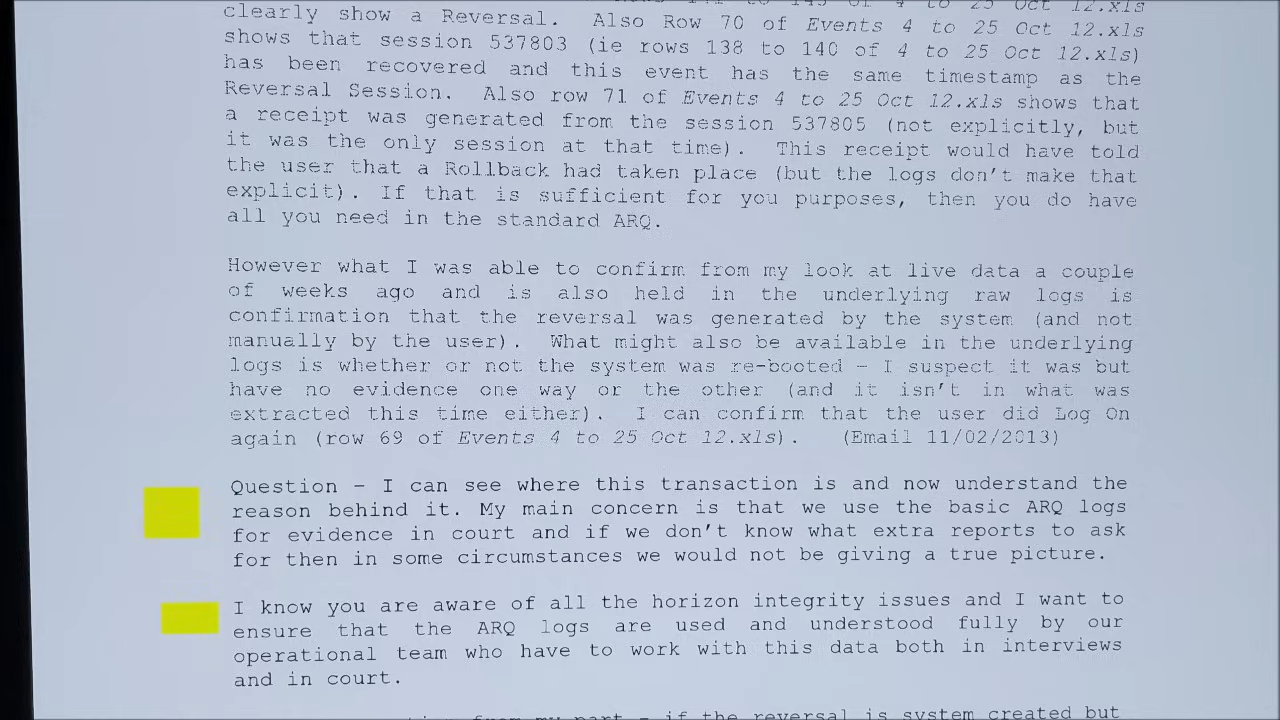 clearly show a Reversal. Also Row 70 of Events 4 to 25 Oct 12.xls
shows that session 537803 (ie rows 138 to 140 of 4 to 25 Oct 12.xls)
has been recovered and this event has the same timestamp as the
Reversal Session. Also row 71 of Events 4 to 25 Oct 12.xls shows that
a receipt was generated from the session 537805 (not explicitly, but
it was the only session at that time). This receipt would have told
the user that a Rollback had taken place (but the logs don't make that
explicit). If that is sufficient for you purposes, then you do have
all you need in the standard ARQ.
However what I was able to confirm from my look at live data a couple
of weeks ago and is also held in the underlying raw logs is
confirmation that the reversal was generated by the system (and not
manually by the user). What might also be available in the underlying
logs is whether or not the system was re-booted - I suspect it was but
have no evidence one way or the other (and it isn't in what was
extracted this time either). I can confirm that the user did Log On
again (row 69 of Events 4 to 25 Oct 12.xls). (Email 11/02/2013)
Question - I can see where this transaction is and now understand the
reason behind it. My main concern is that we use the basic ARQ logs
for evidence in court and if we don't know what extra reports to ask
for then in some circumstances we would not be giving a true picture.
I know you are aware of all the horizon integrity issues and I want to
ensure that the ARQ logs are used and understood fully by our
operational team who have to work with this data both in interviews
and in court.
from my part - if the reversal is system created but